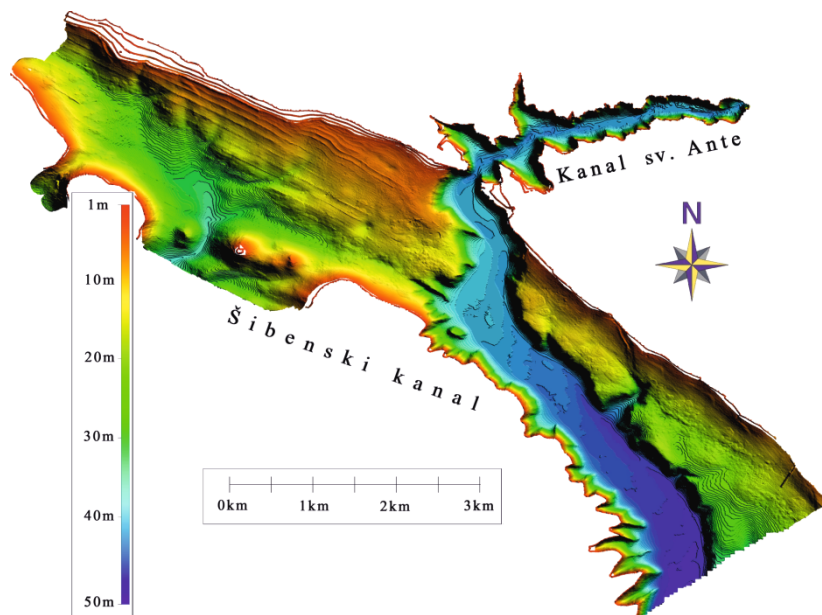 Kanal sv. Ante
N
1m
10m
20m
30m
40m
50m
Šibenski kanal
0km 1km 2km 3km